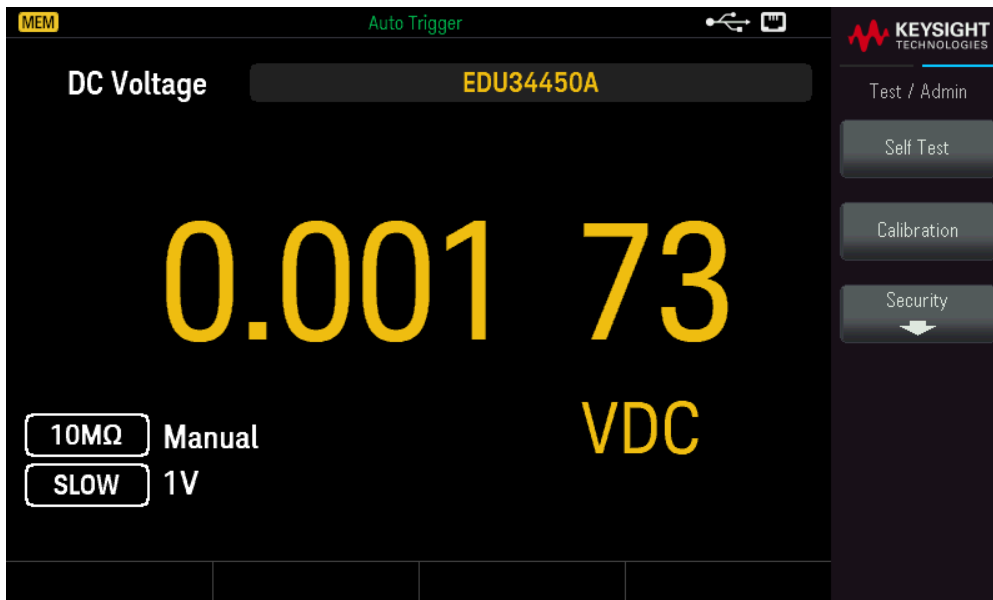 MEM
Auto Trigger
KEYSIGHT
TECHNOLOGIES
DC Voltage
EDU34450A
Test / Admin
Self Test
0.001 73
Calibration
Security
VDC
10MΩ
Manual
SLOW
1V